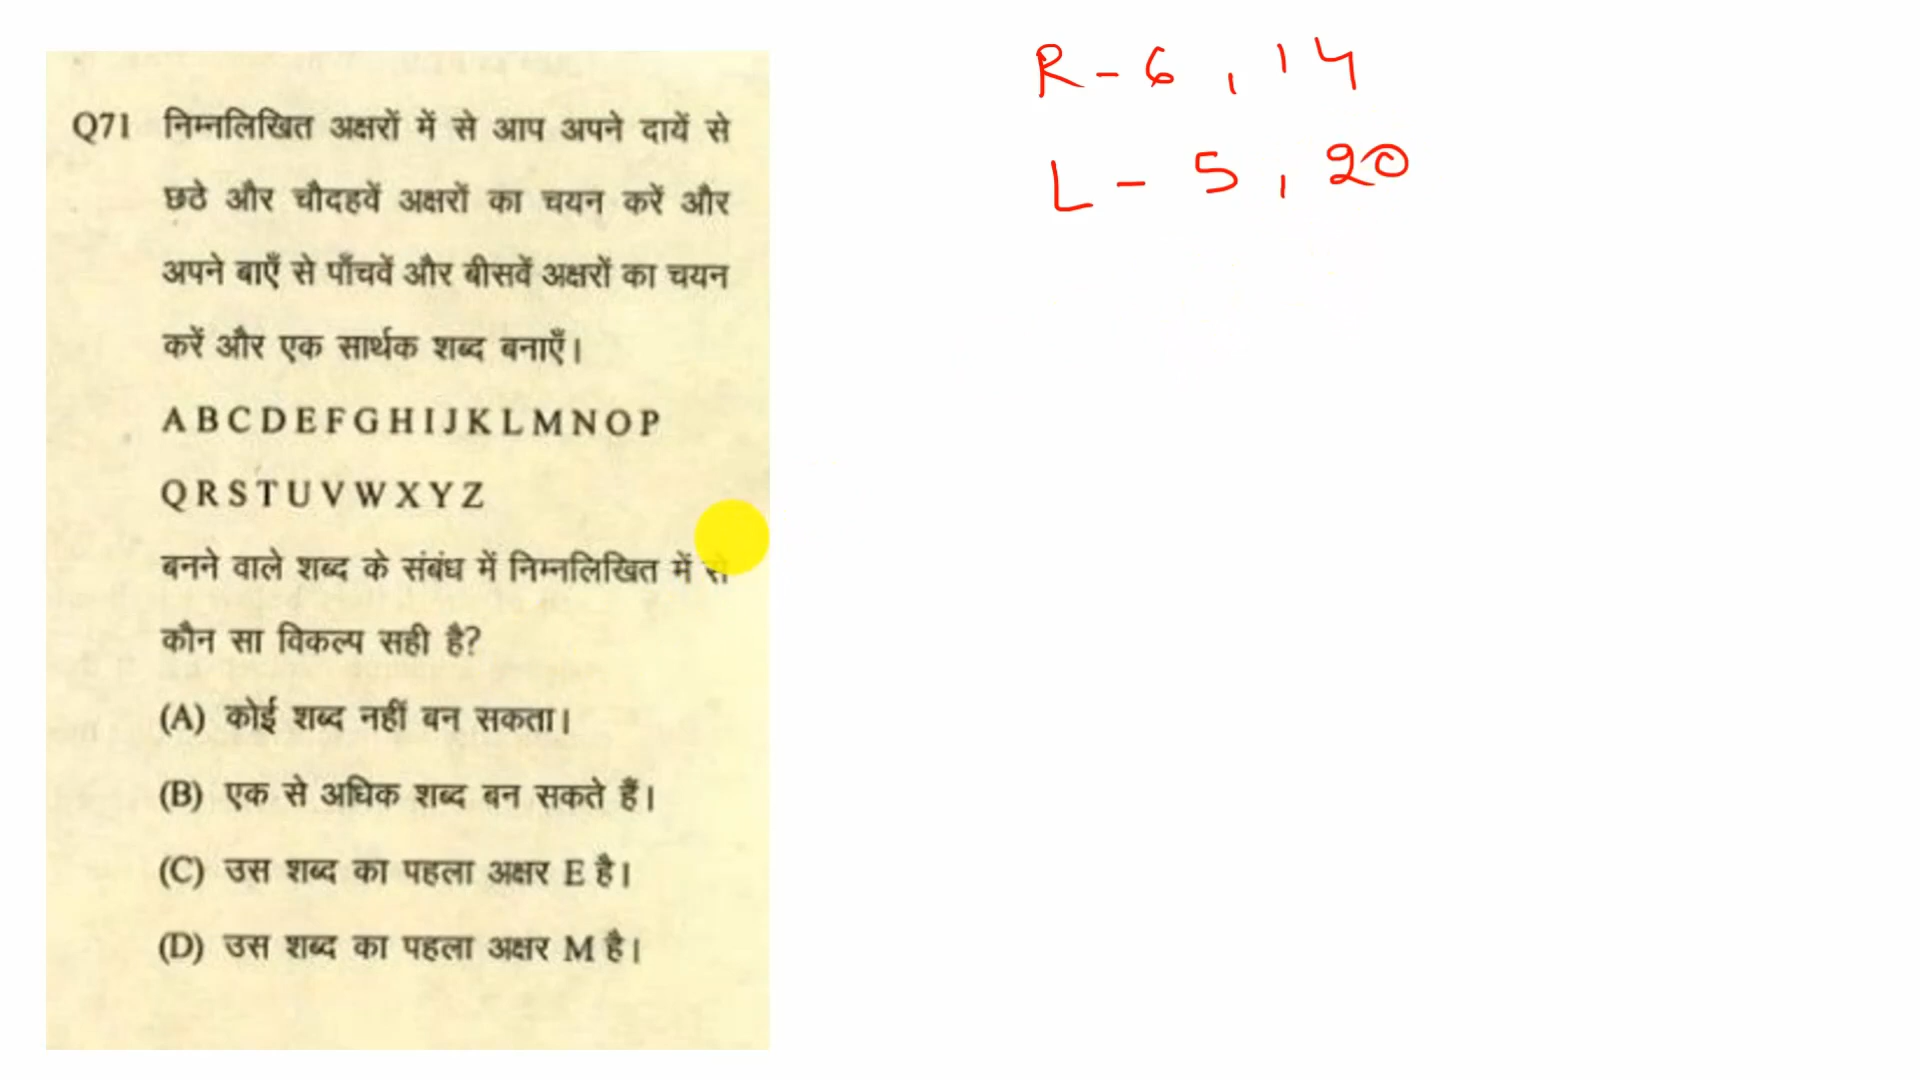 Q71 निम्नलिखित अक्षरों में से आप अपने दायें से
छठे और चौदहवें अक्षरों का चयन करें और
अपने बाएँ से पाँचवें और बीसवें अक्षरों का चयन
करें और एक सार्थक शब्द बनाएँ।
A B C D E F G H I J K L M N O P
Q R S T U V W X Y Z
बनने वाले शब्द के संबंध में निम्नलिखित में से
कौन सा विकल्प सही है?
(A) कोई शब्द नहीं बन सकता।
(B) एक से अधिक शब्द बन सकते हैं।
(C) उस शब्द का पहला अक्षर E है।
(D) उस शब्द का पहला अक्षर M है।
R - 6 , 14
L - 5 , 20